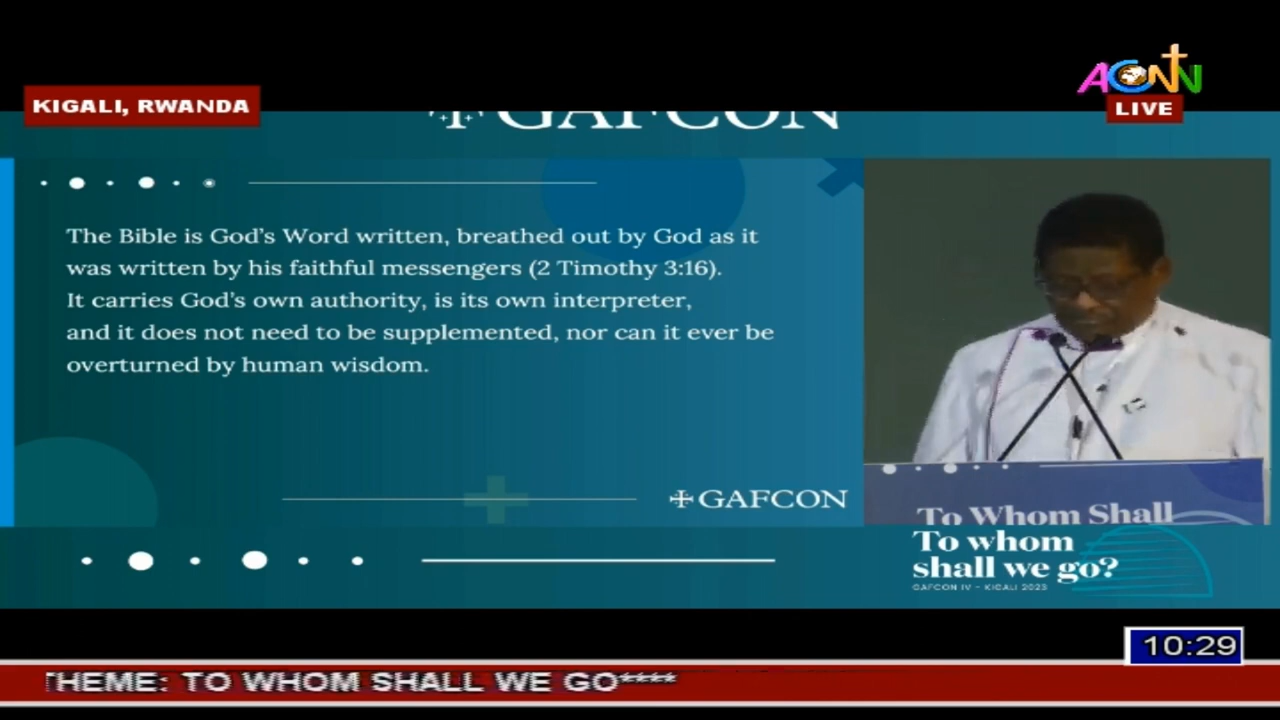 KIGALI, RWANDA
ACNN
LIVE
GAFCON
The Bible is God's Word written, breathed out by God as it
was written by his faithful messengers (2 Timothy 3:16).
It carries God's own authority, is its own interpreter,
and it does not need to be supplemented, nor can it ever be
overturned by human wisdom.
GAFCON
To Whom Shall
To whom
shall we go?
GAFCON IV - KIGALI 2023
10:29
THEME: TO WHOM SHALL WE GO****